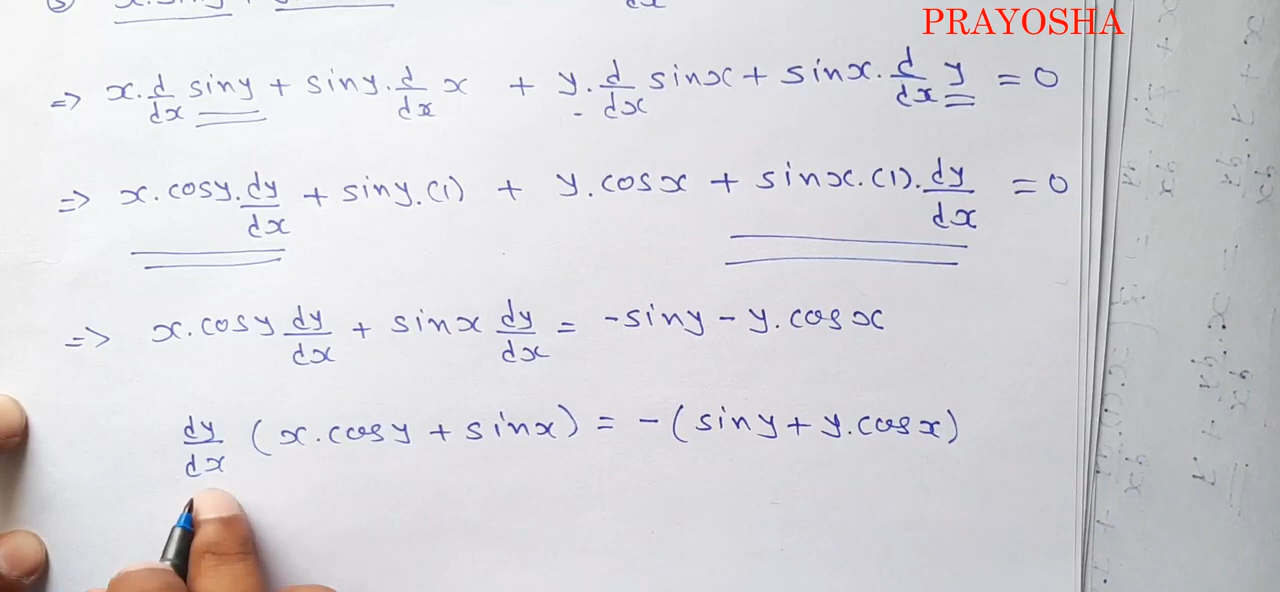 PRAYOSHA
=> x. d/dx siny + siny. d/dx x + y. d/dx sinx + sinx. d/dx y = 0
=> x. cosy. dy/dx + siny. (1) + y. cosx + sinx. (1). dy/dx = 0
=> x. cosy dy/dx + sinx dy/dx = -siny - y. cosx
dy/dx (x. cosy + sinx) = -(siny + y. cosx)